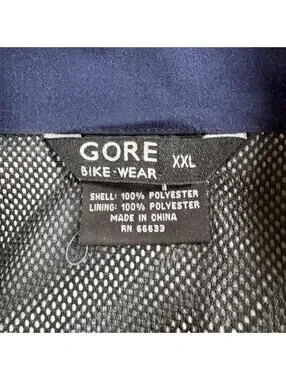 GORE
XXL
BIKE·WEAR
SHELL: 100% POLYESTER
LINING: 100% POLYESTER
MADE IN CHINA
RN 66633